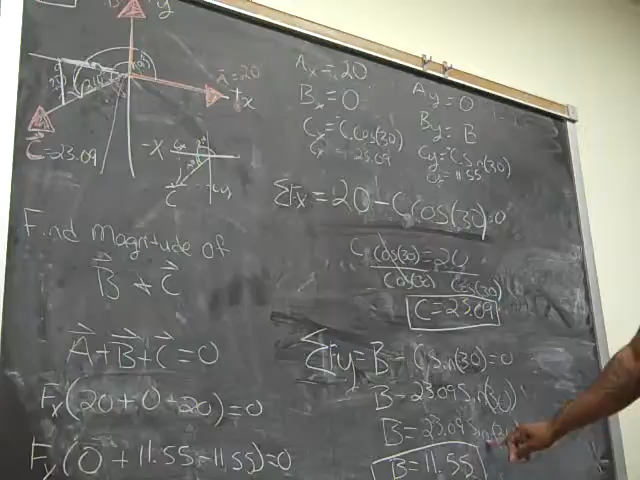 B
y
A = 20
+x
C = 23.09
-X
Cx
C
Cy
Find Magnitude of
B & C
A + B + C = 0
Fx(20 + 0 + 20) = 0
Fy(0 + 11.55 - 11.55) = 0
Ax = 20
Bx = 0
Cx = -C cos(30)
Cx = -23.09
Ay = 0
By = B
Cy = -C Sin(30)
Cy = -11.55
ΣFx = 20 - C cos(30) = 0
C cos(30) = 20
cos(30) cos(30)
C = 23.09
ΣFy = B - C Sin(30) = 0
B - 23.09 Sin(30)
B = 23.09 Sin(30)
B = 11.55